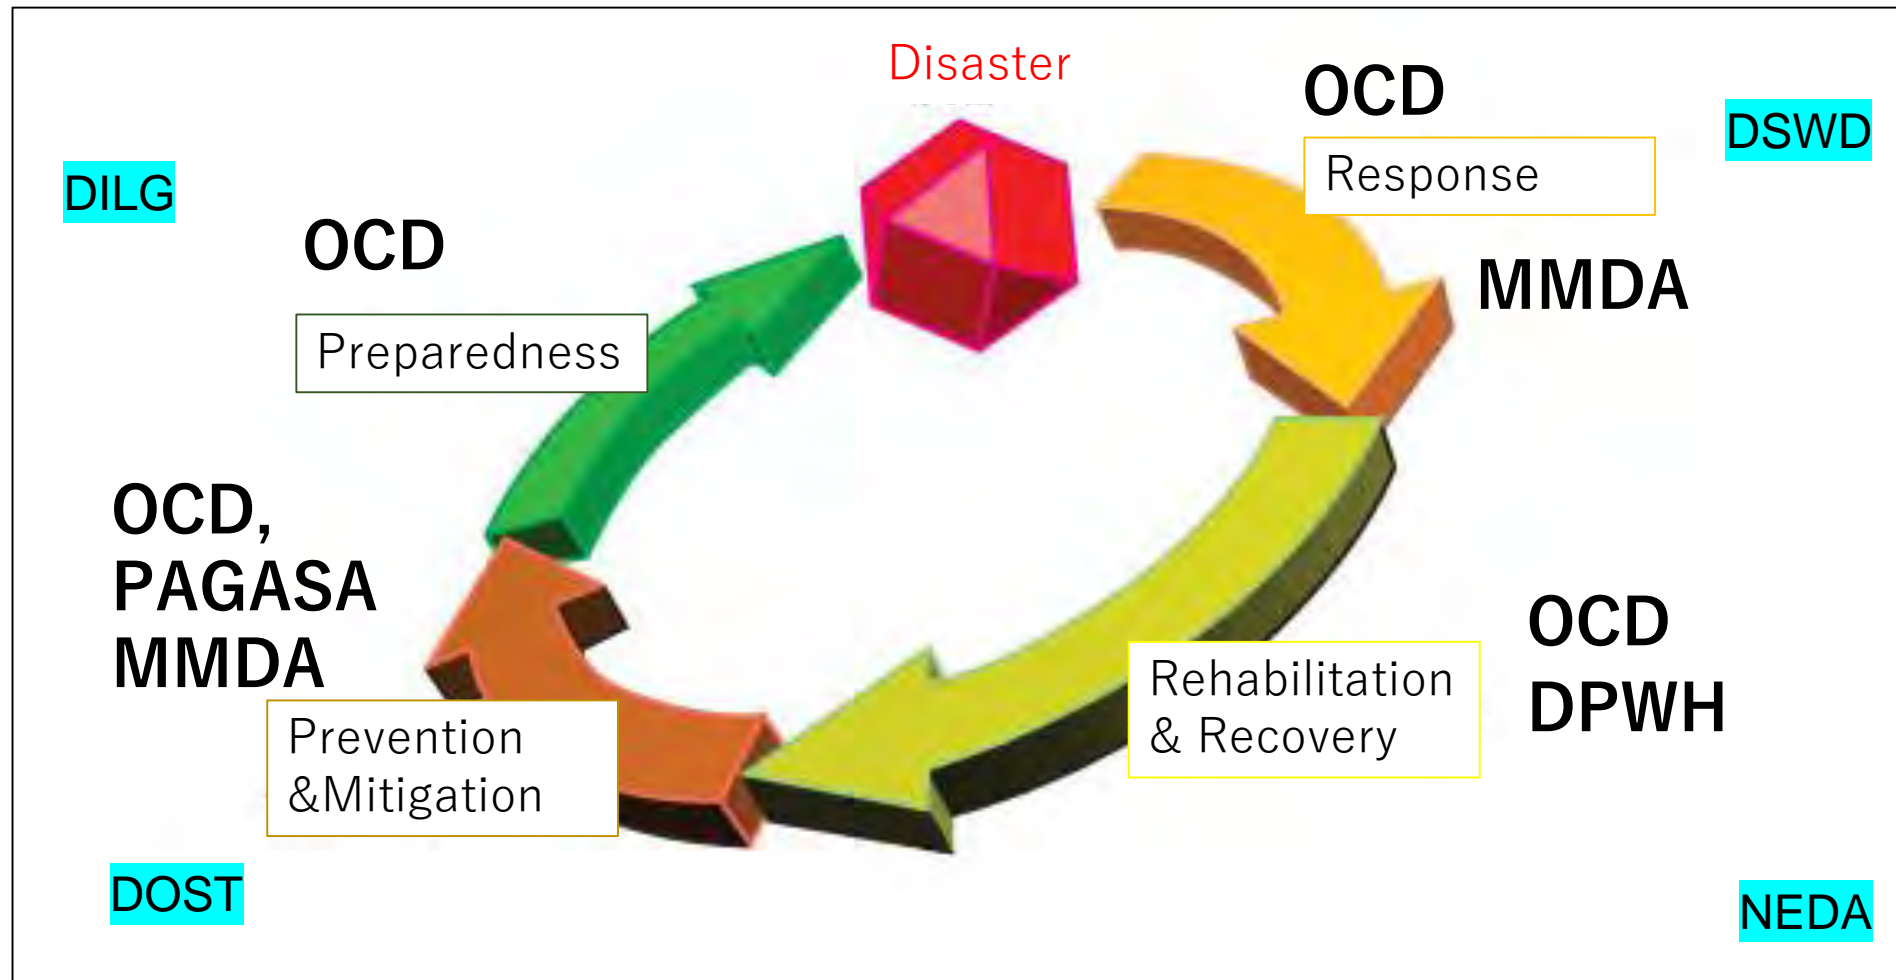 Disaster
OCD
Response
DSWD
MMDA
DILG
OCD
Preparedness
OCD,
PAGASA
MMDA
Prevention
&Mitigation
OCD
DPWH
Rehabilitation
& Recovery
DOST
NEDA